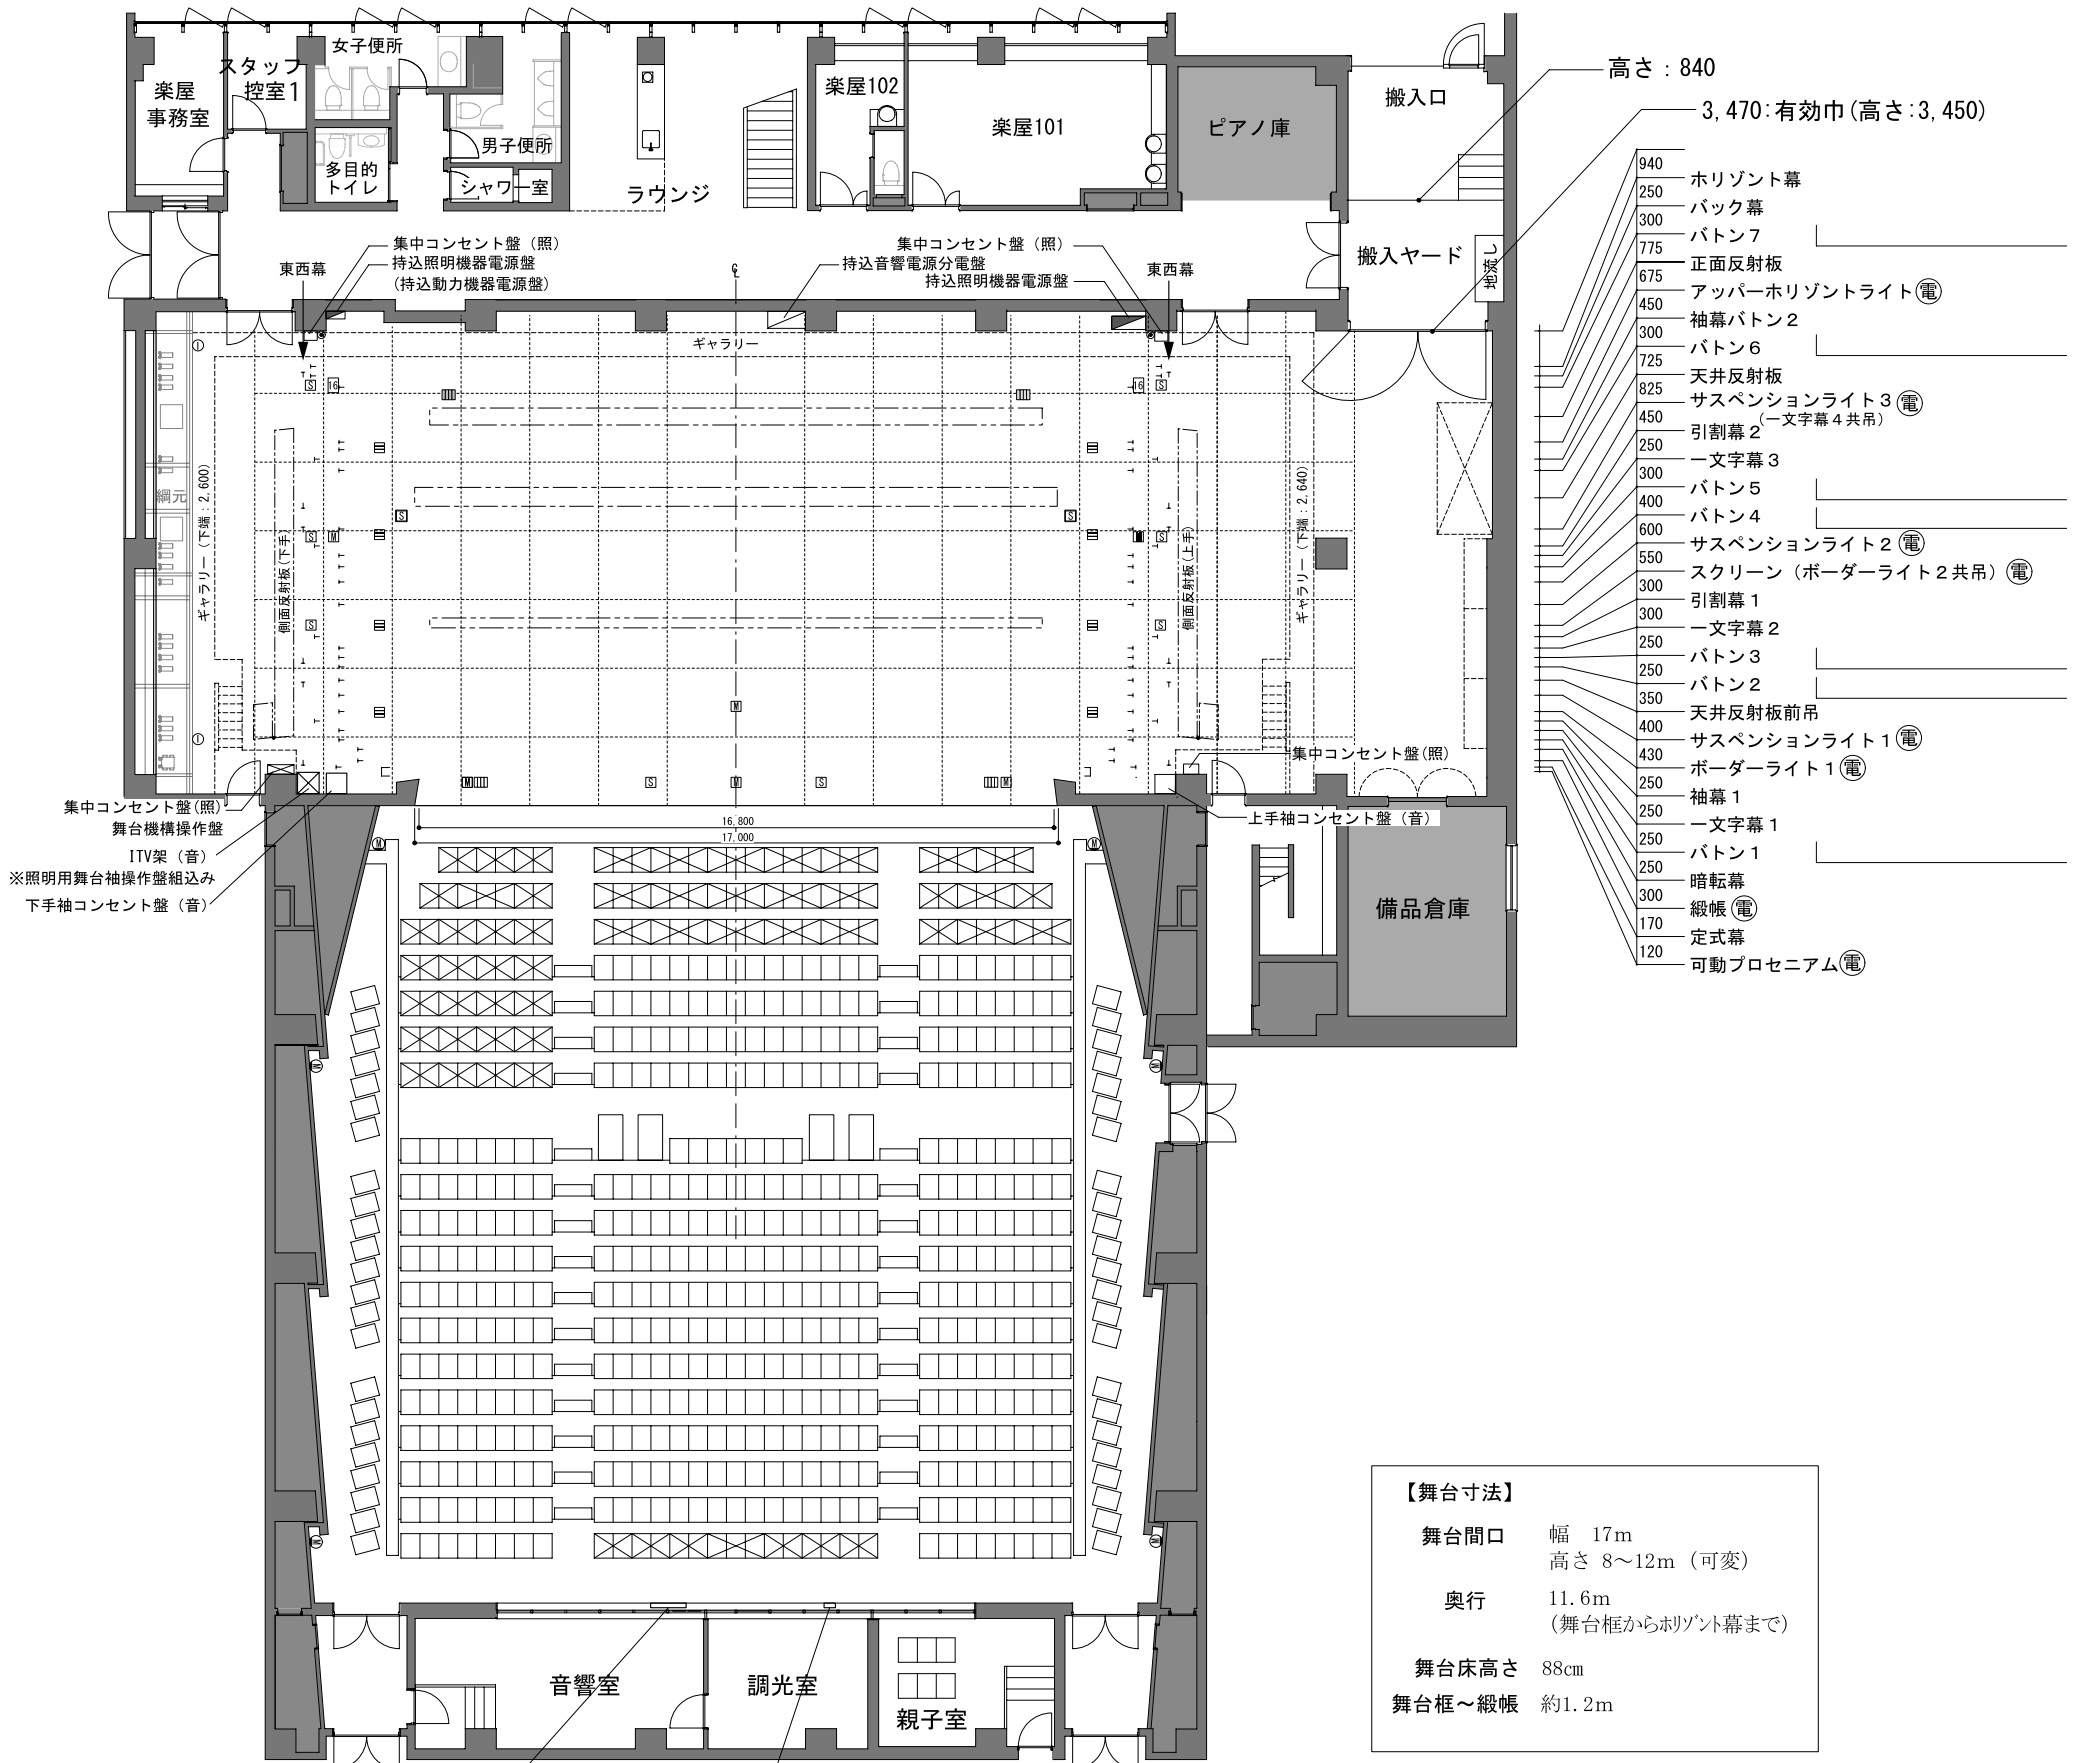 女子便所
スタッフ
控室1
楽屋
事務室
多目的
トイレ
男子便所
シャワー室
ラウンジ
楽屋102
楽屋101
ピアノ庫
搬入口
高さ：840
3,470:有効巾(高さ:3,450)
搬入ヤード
地流し
集中コンセント盤（照）
持込照明機器電源盤
(持込動力機器電源盤)
東西幕
℄
集中コンセント盤（照）
持込音響電源分電盤
持込照明機器電源盤
東西幕
ギャラリー
S
16
16
S
綱元
ギャラリー（下端：2,600）
側面反射板(下手)
側面反射板(上手)
ギャラリー（下端：2,640）
S
S
S
M
M
S
S
S
M
M
S
M
S
M
集中コンセント盤(照)
集中コンセント盤(照)
舞台機構操作盤
ITV架（音）
※照明用舞台袖操作盤組込み
下手袖コンセント盤（音）
上手袖コンセント盤（音）
16,800
17,000
M
M
M
M
M
M
備品倉庫
音響室
調光室
親子室
940
ホリゾント幕
250
バック幕
300
バトン７
775
正面反射板
675
アッパーホリゾントライト電
450
袖幕バトン２
300
バトン６
725
天井反射板
825
サスペンションライト３電
(一文字幕４共吊)
450
引割幕２
250
一文字幕３
300
バトン５
400
バトン４
600
サスペンションライト２電
550
スクリーン（ボーダーライト２共吊）電
300
引割幕１
300
一文字幕２
250
バトン３
250
バトン２
350
天井反射板前吊
400
サスペンションライト１電
430
ボーダーライト１電
250
袖幕１
250
一文字幕１
250
バトン１
250
暗転幕
300
緞帳電
170
定式幕
120
可動プロセニアム電
【舞台寸法】
舞台間口 幅 17m
高さ 8～12m（可変）
奥行 11.6m
（舞台框からホリゾント幕まで）
舞台床高さ 88cm
舞台框～緞帳 約1.2m